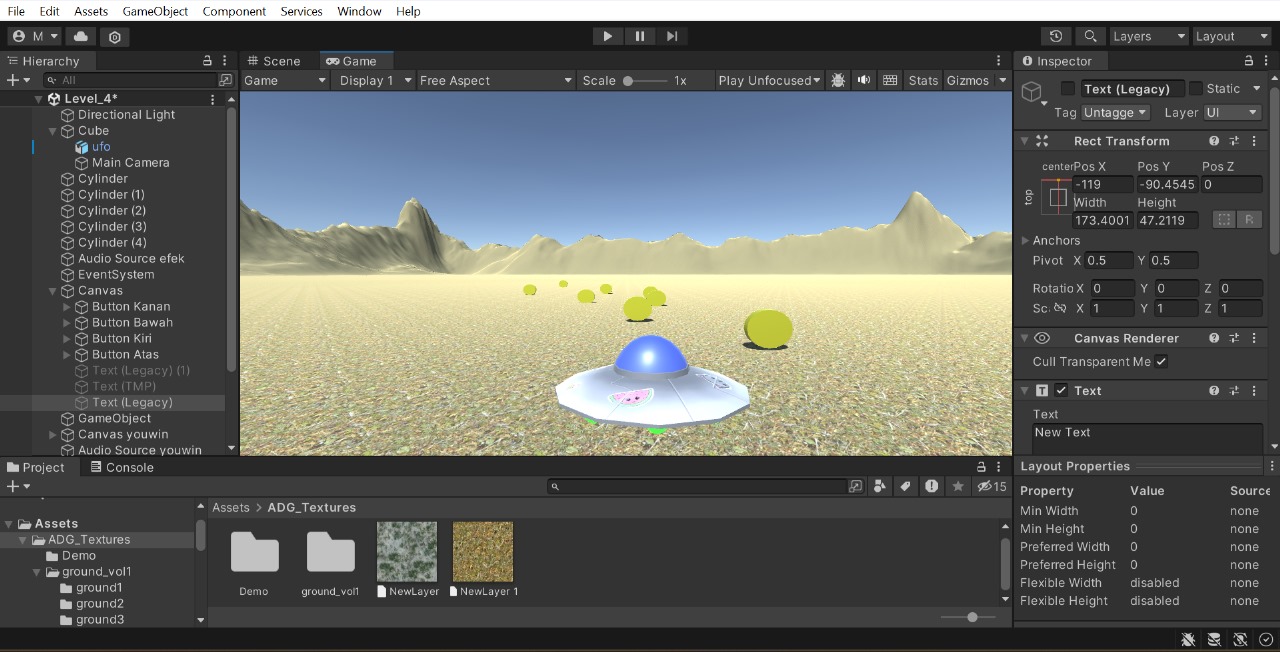 File Edit Assets GameObject Component Services Window Help
M Layers Layout
Hierarchy Scene Game Inspector
All Game Display 1 Free Aspect Scale 1x Play Unfocused Stats Gizmos
Text (Legacy) Static
Tag Untagge Layer UI
Level_4*
Directional Light
Cube
ufo
Main Camera
Cylinder
Cylinder (1)
Cylinder (2)
Cylinder (3)
Cylinder (4)
Audio Source efek
EventSystem
Canvas
Button Kanan
Button Bawah
Button Kiri
Button Atas
Text (Legacy) (1)
Text (TMP)
Text (Legacy)
GameObject
Canvas youwin
Audio Source youwin
Rect Transform
center Pos X Pos Y Pos Z
top -119 -90.4545 0
Width Height
173.4001 47.2119 R
Anchors
Pivot X 0.5 Y 0.5
Rotatio X 0 Y 0 Z 0
Sc: X 1 Y 1 Z 1
Canvas Renderer
Cull Transparent Me
Text
Text
New Text
Project Console
15
Assets
ADG_Textures
Demo
ground_vol1
ground1
ground2
ground3
Assets > ADG_Textures
Demo ground_vol1 NewLayer NewLayer 1
Layout Properties
Property Value Source
Min Width 0 none
Min Height 0 none
Preferred Width 0 none
Preferred Height 0 none
Flexible Width disabled none
Flexible Height disabled none